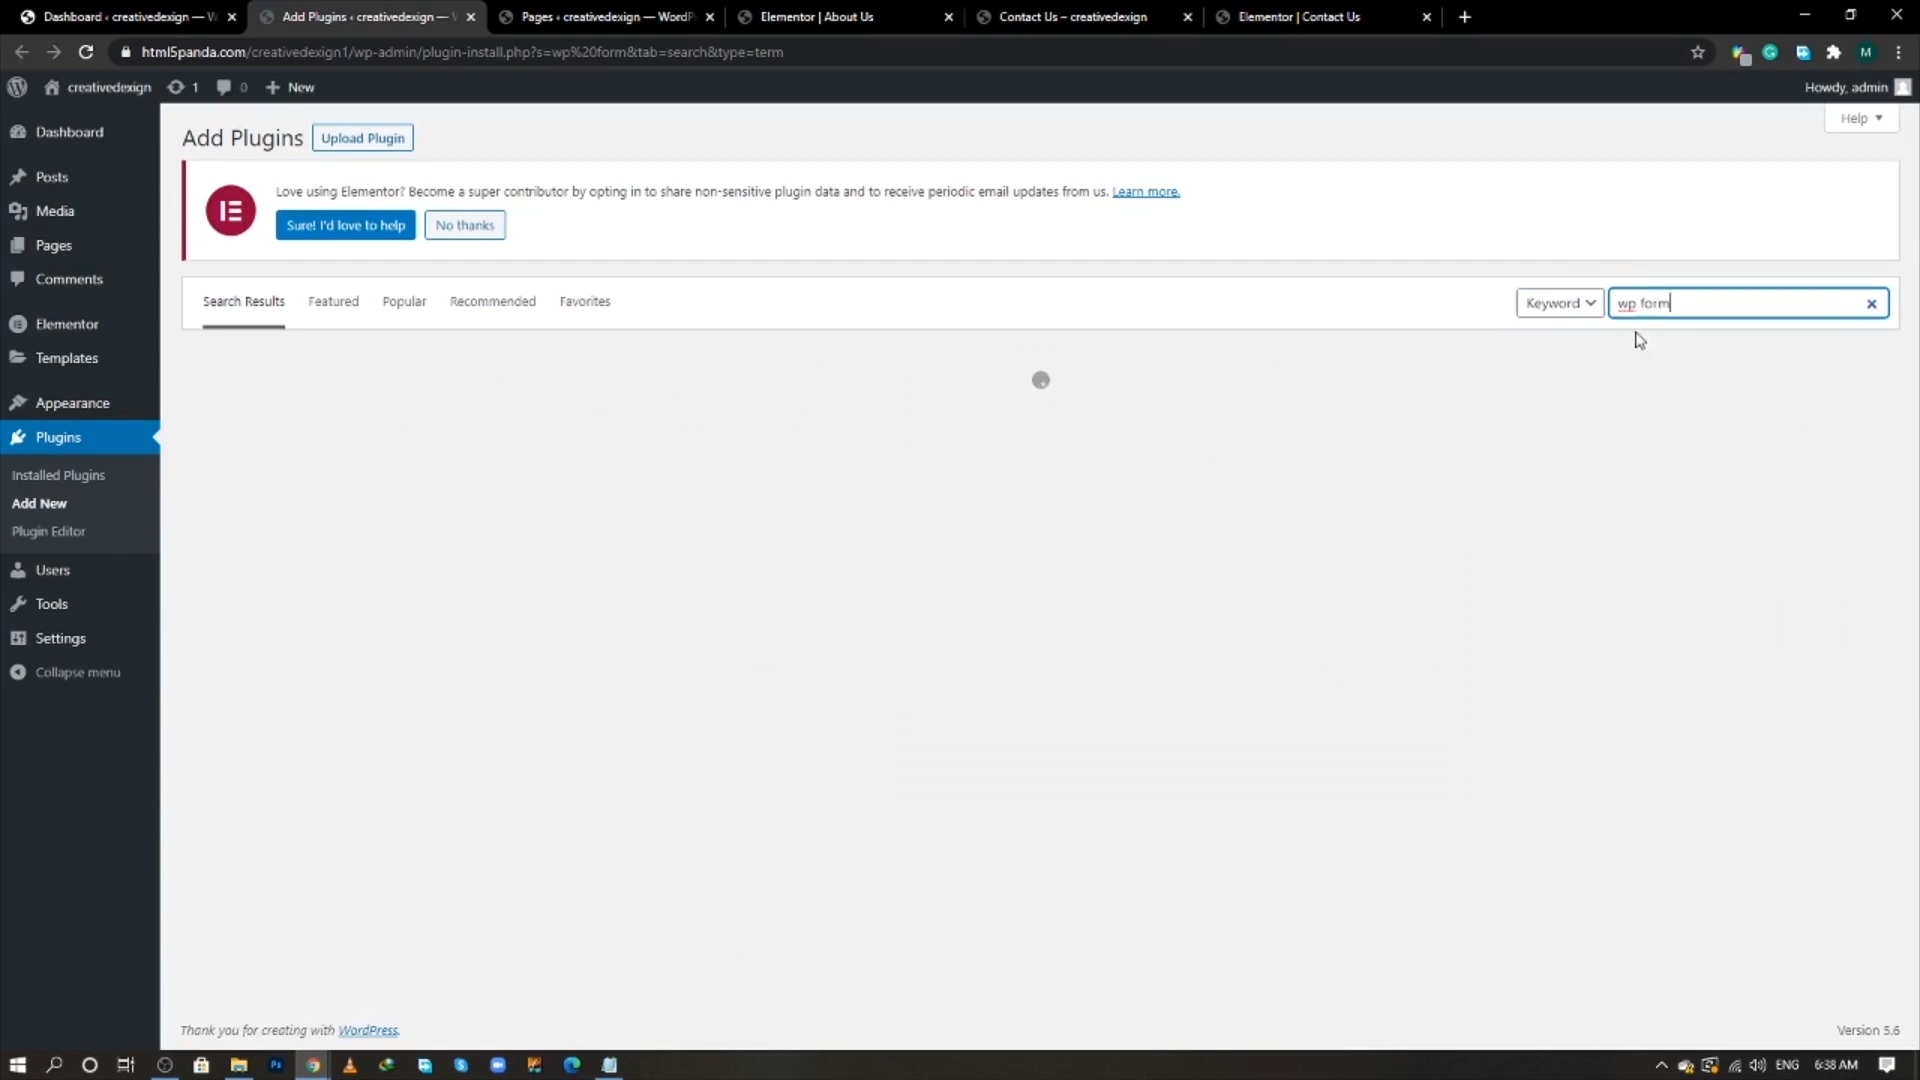 Dashboard ‹ creativedexign — W
Add Plugins ‹ creativedexign —
Pages ‹ creativedexign — WordP
Elementor | About Us
Contact Us – creativedexign
Elementor | Contact Us
html5panda.com/creativedexign1/wp-admin/plugin-install.php?s=wp%20form&tab=search&type=term
M
creativedexign 1 0 New
Howdy, admin
Dashboard
Posts
Media
Pages
Comments
Elementor
Templates
Appearance
Plugins
Installed Plugins
Add New
Plugin Editor
Users
Tools
Settings
Collapse menu
Help
Add Plugins Upload Plugin
Love using Elementor? Become a super contributor by opting in to share non-sensitive plugin data and to receive periodic email updates from us. Learn more.
Sure! I'd love to help No thanks
Search Results Featured Popular Recommended Favorites
Keyword wp form
Thank you for creating with WordPress.
Version 5.6
Ps
ENG 6:38 AM